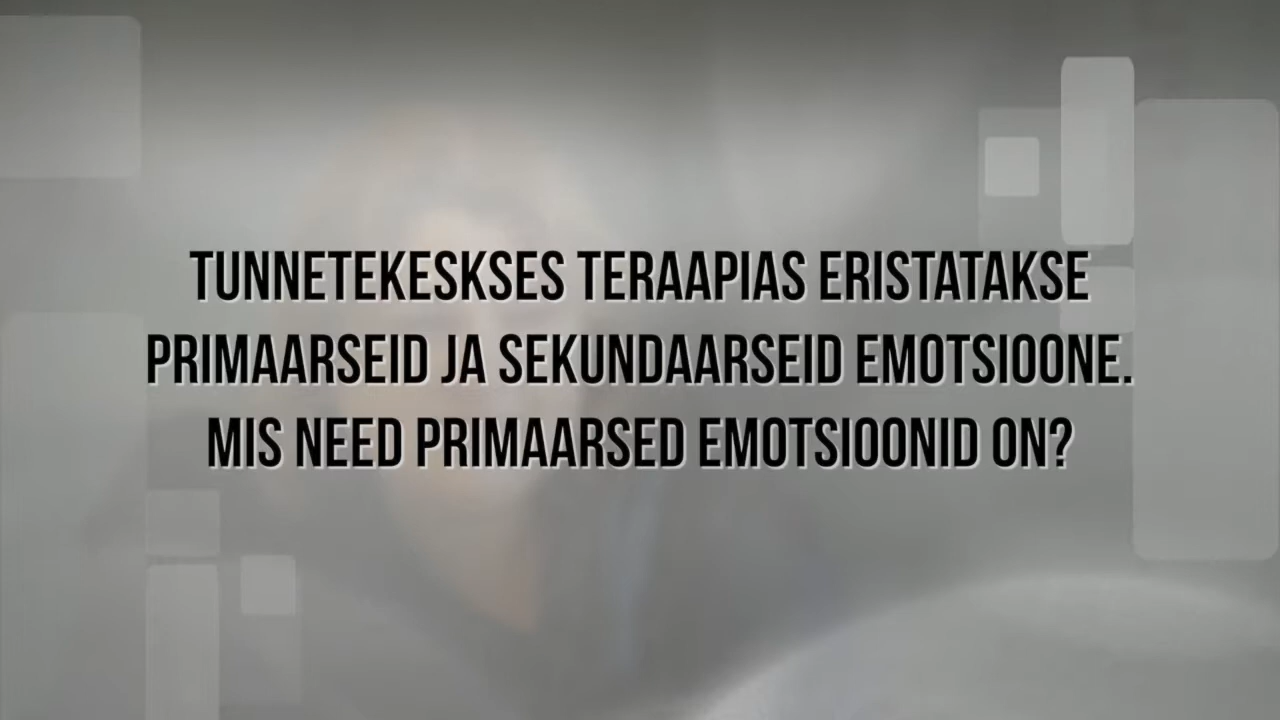 TUNNETEKESKSES TERAAPIAS ERISTATAKSE
PRIMAARSEID JA SEKUNDAARSEID EMOTSIOONE.
MIS NEED PRIMAARSED EMOTSIOONID ON?